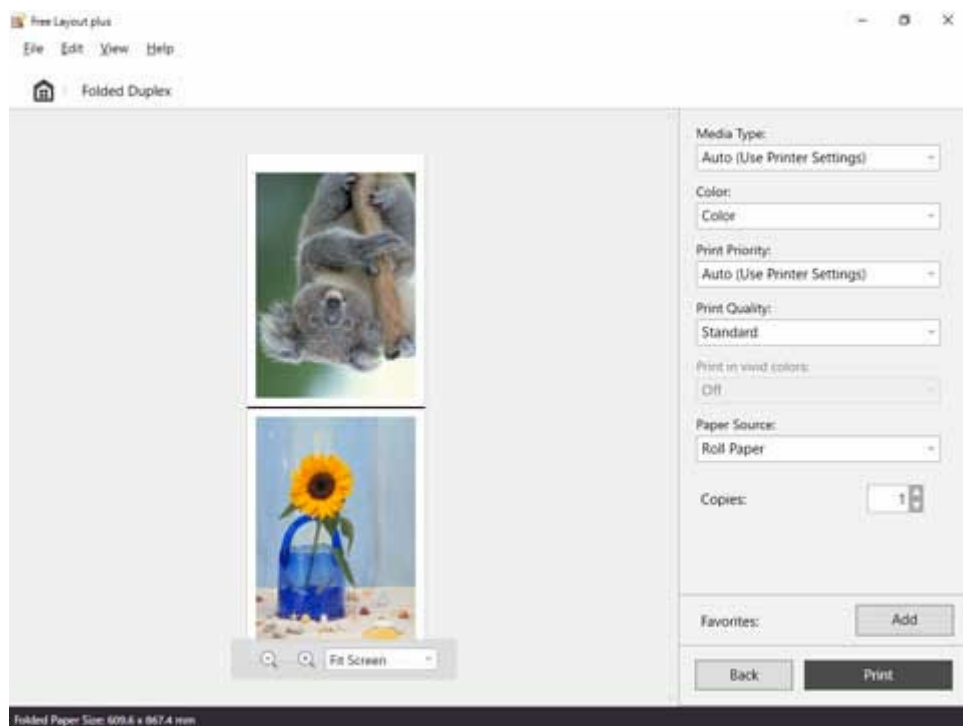 Free Layout plus
File Edit View Help
Folded Duplex
Media Type:
Auto (Use Printer Settings)
Color:
Color
Print Priority:
Auto (Use Printer Settings)
Print Quality:
Standard
Print in vivid colors:
Off
Paper Source:
Roll Paper
Copies: 1
Fit Screen
Favorites: Add
Back Print
Folded Paper Size: 609.6 x 867.4 mm